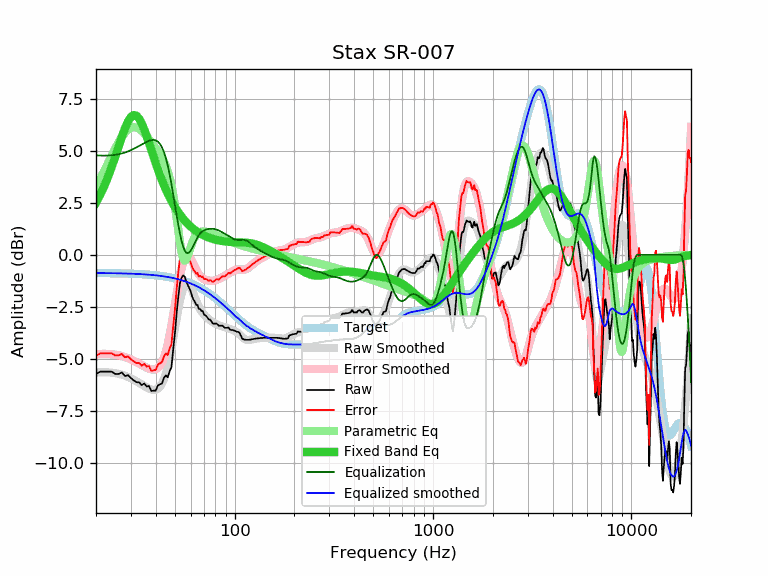 Stax SR-007
Amplitude (dBr)
7.5
5.0
2.5
0.0
−2.5
−5.0
−7.5
−10.0
Target
Raw Smoothed
Error Smoothed
Raw
Error
Parametric Eq
Fixed Band Eq
Equalization
Equalized smoothed
100
1000
10000
Frequency (Hz)